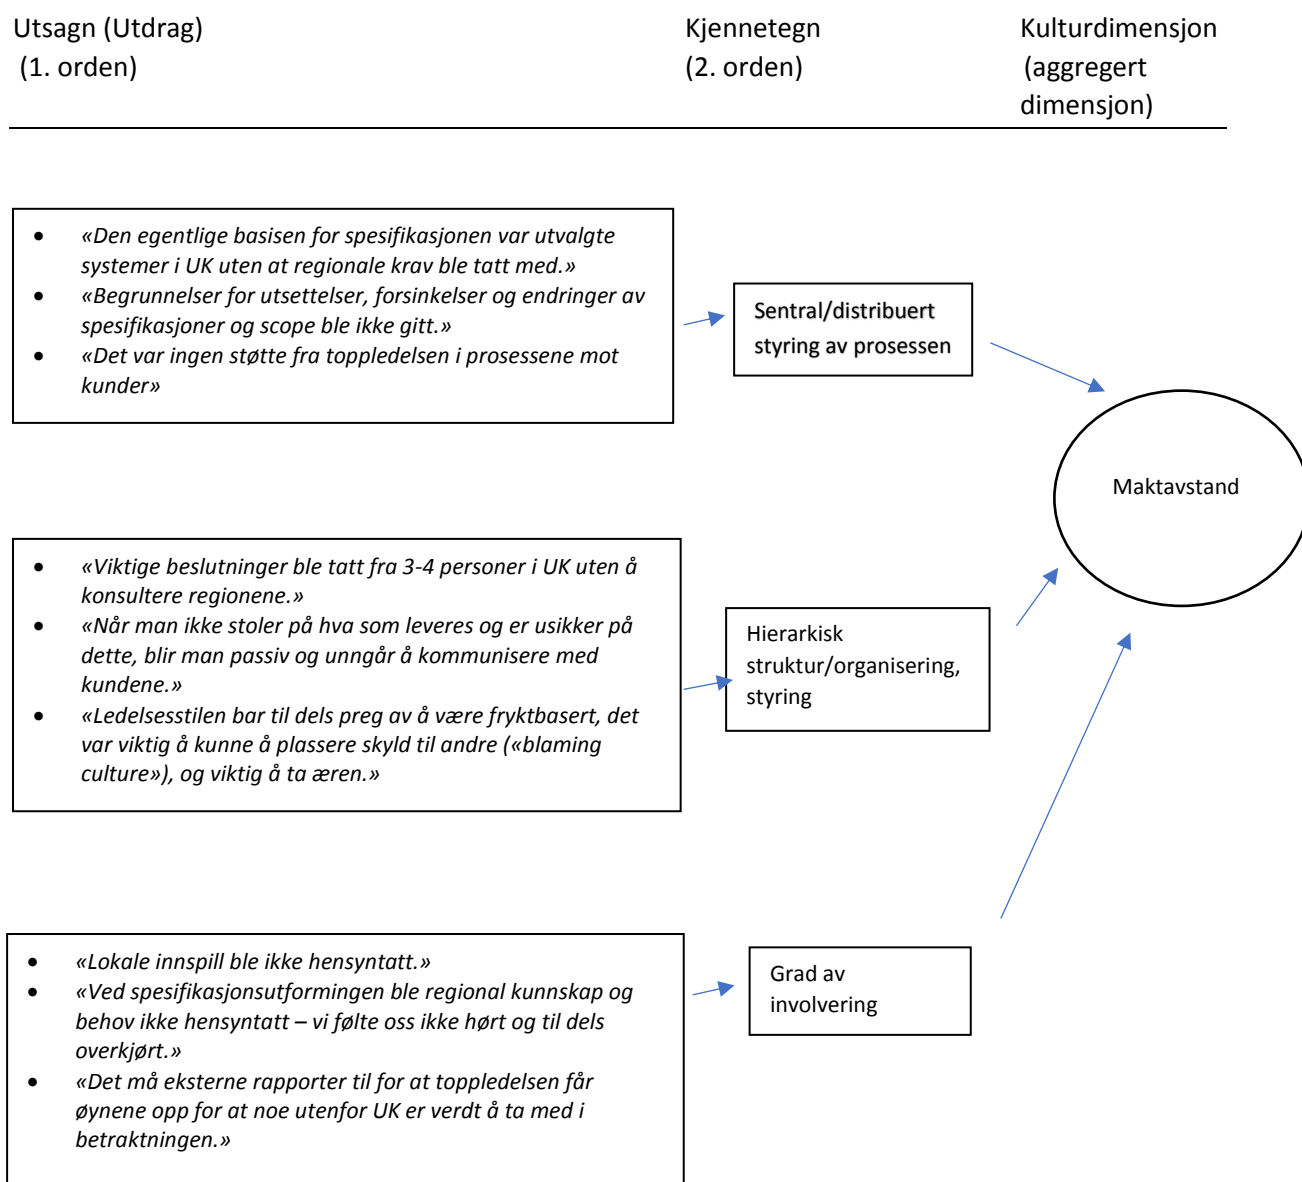 Utsagn (Utdrag)
(1. orden)
Kjennetegn
(2. orden)
Kulturdimensjon
(aggregert
dimensjon)
• «Den egentlige basisen for spesifikasjonen var utvalgte
systemer i UK uten at regionale krav ble tatt med.»
• «Begrunnelser for utsettelser, forsinkelser og endringer av
spesifikasjoner og scope ble ikke gitt.»
• «Det var ingen støtte fra toppledelsen i prosessene mot
kunder»
Sentral/distribuert
styring av prosessen
Maktavstand
• «Viktige beslutninger ble tatt fra 3-4 personer i UK uten å
konsultere regionene.»
• «Når man ikke stoler på hva som leveres og er usikker på
dette, blir man passiv og unngår å kommunisere med
kundene.»
• «Ledelsesstilen bar til dels preg av å være fryktbasert, det
var viktig å kunne å plassere skyld til andre («blaming
culture»), og viktig å ta æren.»
Hierarkisk
struktur/organisering,
styring
• «Lokale innspill ble ikke hensyntatt.»
• «Ved spesifikasjonsutformingen ble regional kunnskap og
behov ikke hensyntatt – vi følte oss ikke hørt og til dels
overkjørt.»
• «Det må eksterne rapporter til for at toppledelsen får
øynene opp for at noe utenfor UK er verdt å ta med i
betraktningen.»
Grad av
involvering